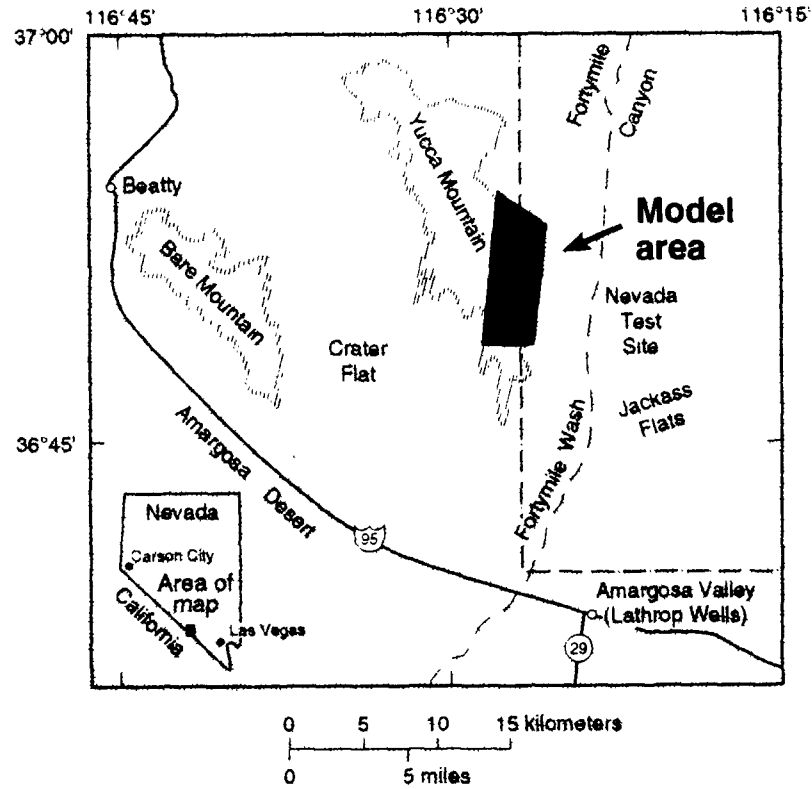 116°45'
116°30'
116°15'
37°00'
Fortymile
Canyon
Yucca Mountain
Beatty
Model
area
Bare Mountain
Nevada
Test
Site
Crater
Flat
Jackass
Flats
36°45'
Amargosa Desert
Fortymile Wash
95
Nevada
Carson City
Area of
map
California
Las Vegas
Amargosa Valley
(Lathrop Wells)
29
0 5 10 15 kilometers
0 5 miles